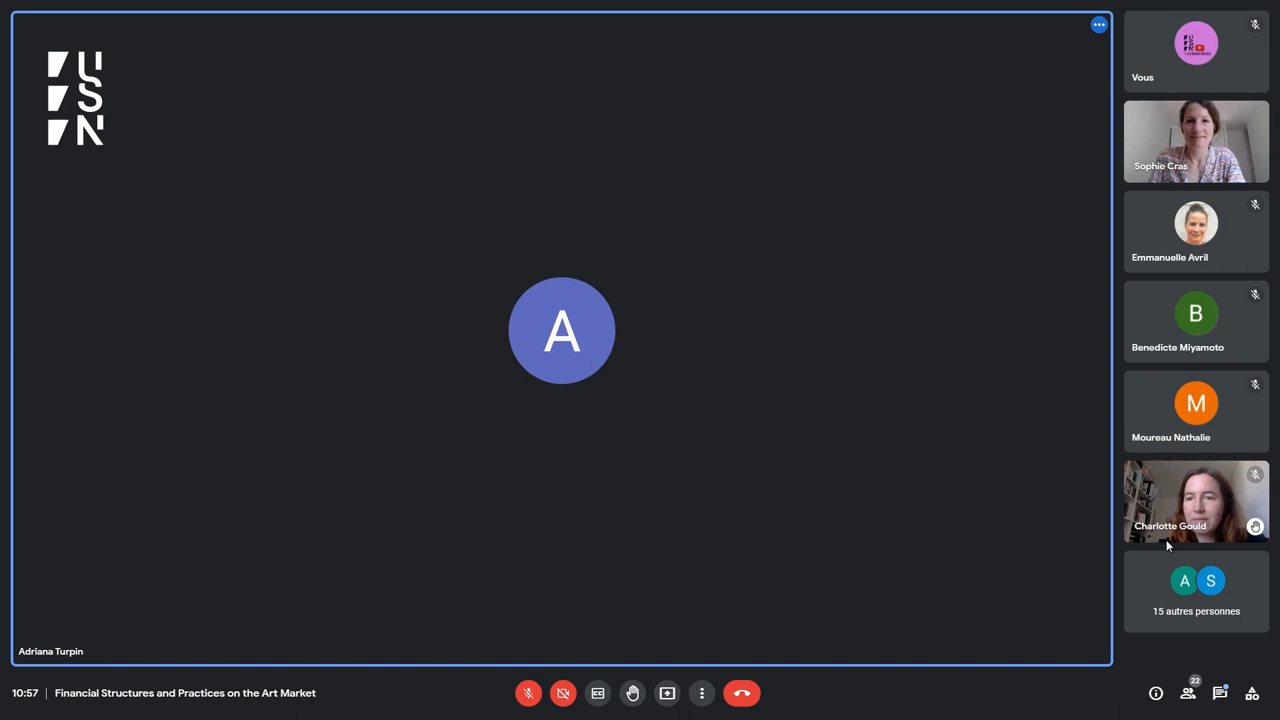 USN
A
Adriana Turpin
Vous
Sophie Cras
Emmanuelle Avril
B
Benedicte Miyamoto
M
Moureau Nathalie
Charlotte Gould
A S
15 autres personnes
10:57 | Financial Structures and Practices on the Art Market
CC
22